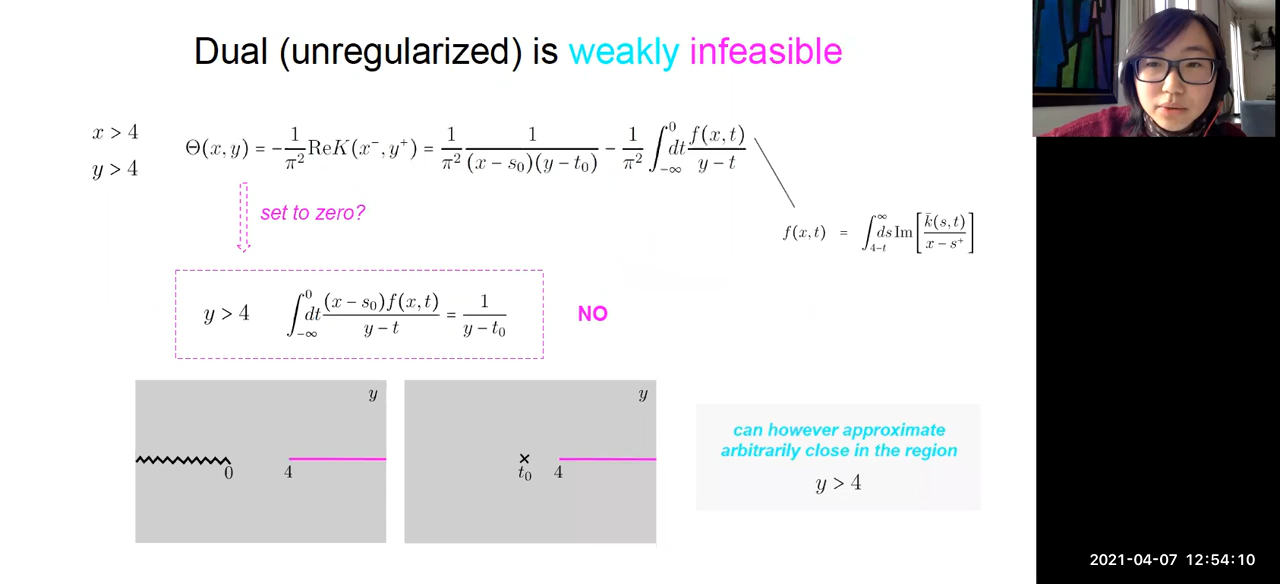 Dual (unregularized) is weakly infeasible
x > 4
y > 4
Θ(x, y) = −1/π² ReK(x⁻, y⁺) = 1/π² 1/((x − s₀)(y − t₀)) − 1/π² ∫_{−∞}^{0} dt f(x, t)/(y − t)
set to zero?
f(x, t) = ∫_{4−t}^{∞} ds Im[k̄(s, t)/(x − s⁺)]
y > 4 ∫_{−∞}^{0} dt (x − s₀)f(x, t)/(y − t) = 1/(y − t₀)
NO
y
0
4
y
t₀
4
can however approximate
arbitrarily close in the region
y > 4
2021-04-07 12:54:10